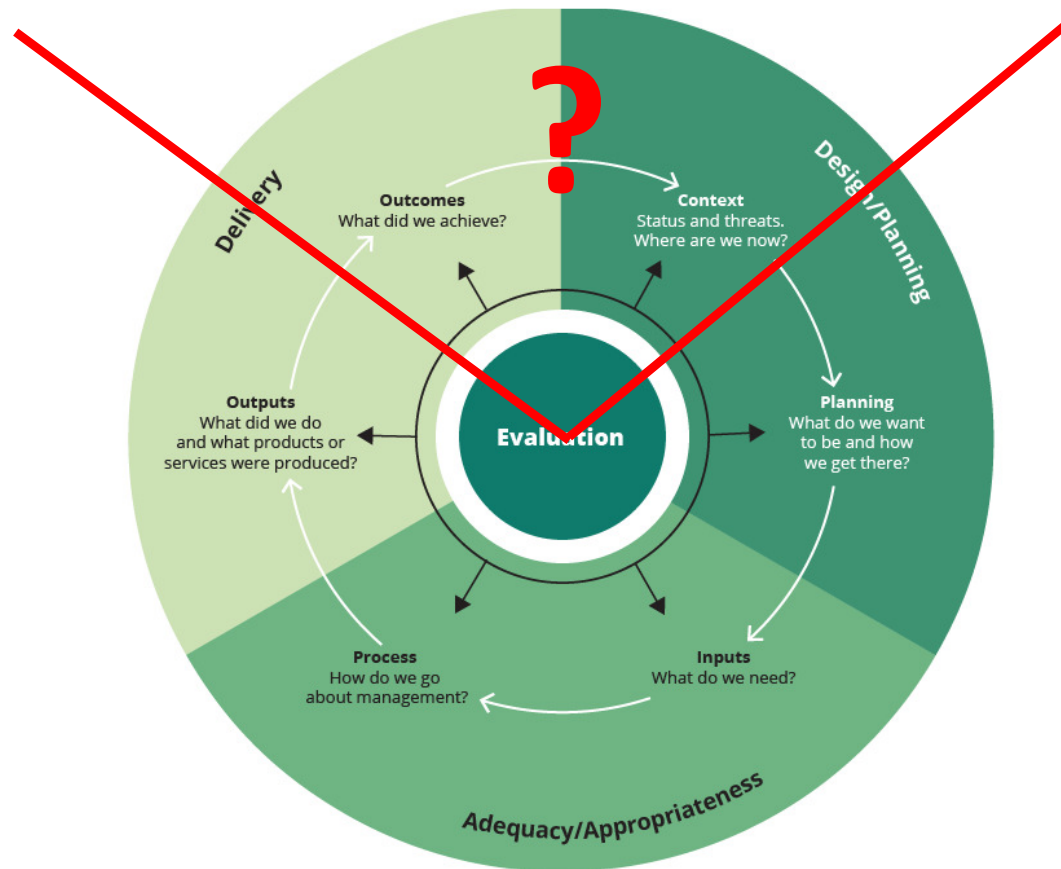 ?
Delivery
Design/Planning
Outcomes
What did we achieve?
Context
Status and threats.
Where are we now?
Outputs
What did we do
and what products or
services were produced?
Evaluation
Planning
What do we want
to be and how
we get there?
Process
How do we go
about management?
Inputs
What do we need?
Adequacy/Appropriateness